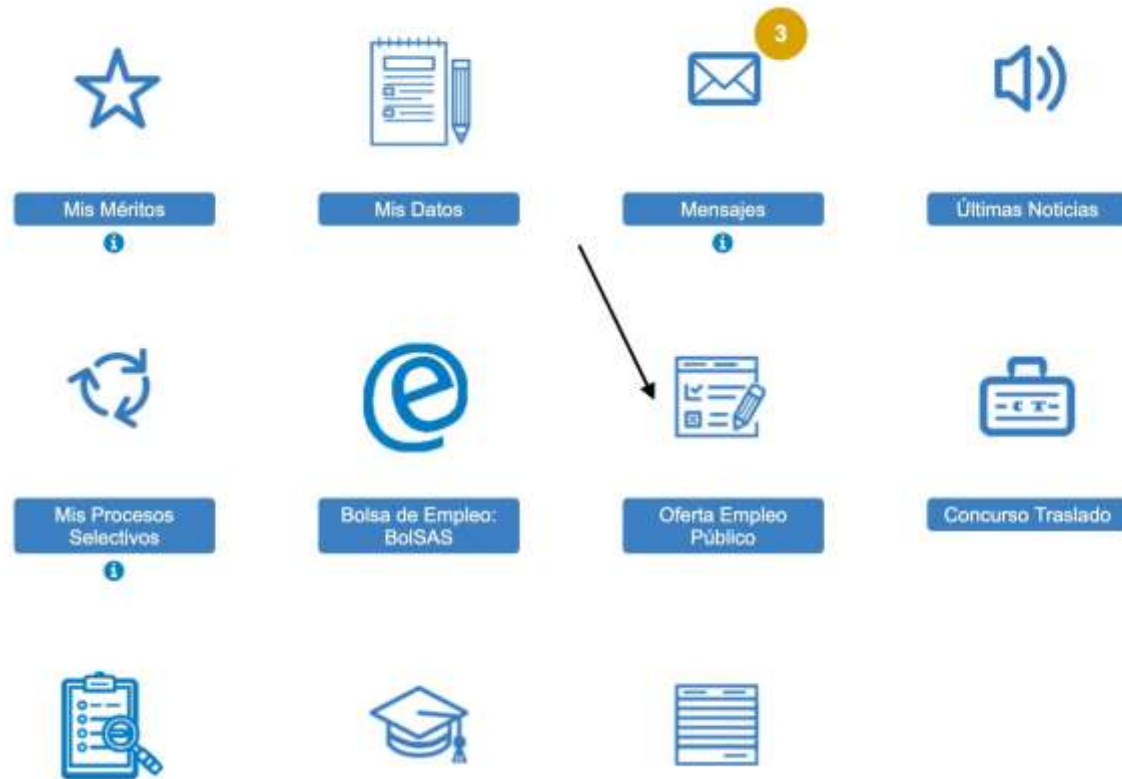 3
Mis Méritos
Mis Datos
Mensajes
Últimas Noticias
Mis Procesos
Selectivos
Bolsa de Empleo:
BolSAS
Oferta Empleo
Público
- C T -
Concurso Traslado